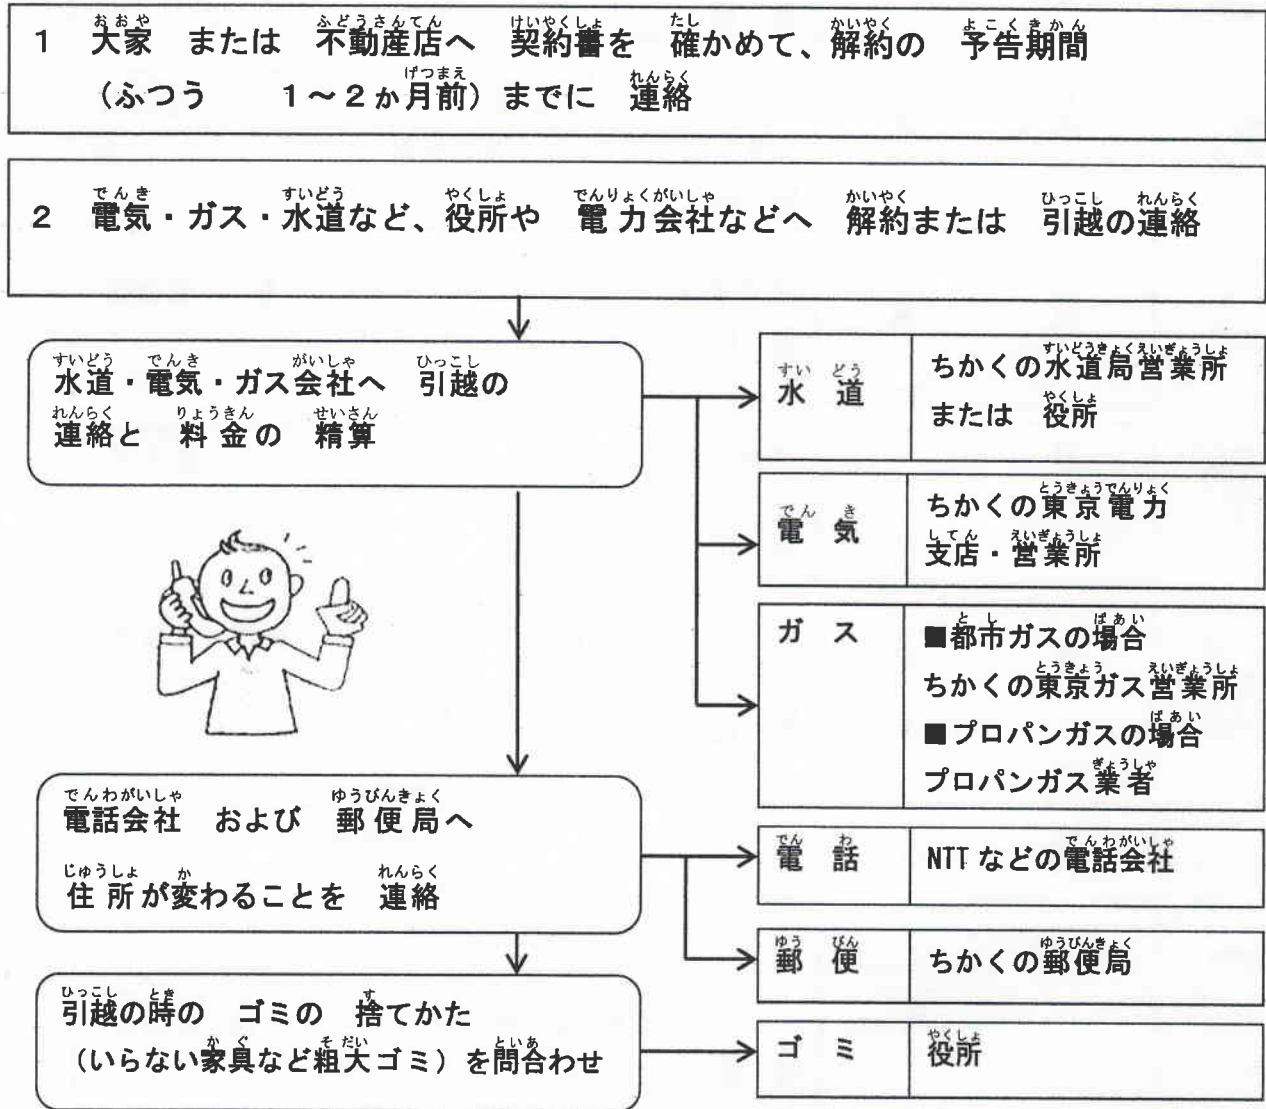 1 大家 または 不動産店へ 契約書を 確かめて、解約の 予告期間
（ふつう 1～2か月前）までに 連絡
2 電気・ガス・水道など、役所や 電力会社などへ 解約または 引越の連絡
水道・電気・ガス会社へ 引越の
連絡と 料金の 精算
水道
ちかくの水道局営業所
または 役所
電気
ちかくの東京電力
支店・営業所
ガス
■都市ガスの場合
ちかくの東京ガス営業所
■プロパンガスの場合
プロパンガス業者
電話会社 および 郵便局へ
住所が変わることを 連絡
電話
NTTなどの電話会社
郵便
ちかくの郵便局
引越の時の ゴミの 捨てかた
（いらない家具など粗大ゴミ）を問合わせ
ゴミ
役所